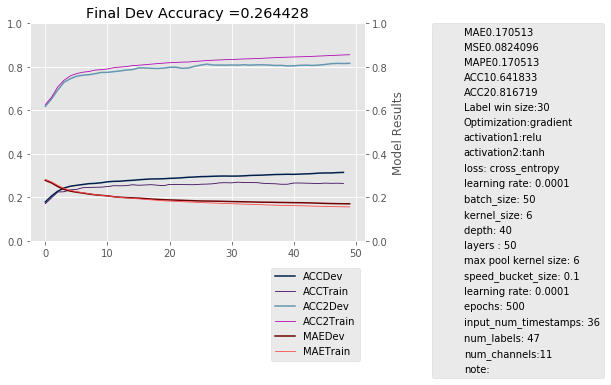 Final Dev Accuracy =0.264428
1.0
0.8
0.6
0.4
0.2
0.0
0
10
20
30
40
50
1.0
0.8
0.6
0.4
0.2
0.0
Model Results
ACCDev
ACCTrain
ACC2Dev
ACC2Train
MAEDev
MAETrain
MAE0.170513
MSE0.0824096
MAPE0.170513
ACC10.641833
ACC20.816719
Label win size:30
Optimization:gradient
activation1:relu
activation2:tanh
loss: cross_entropy
learning rate: 0.0001
batch_size: 50
kernel_size: 6
depth: 40
layers : 50
max pool kernel size: 6
speed_bucket_size: 0.1
learning rate: 0.0001
epochs: 500
input_num_timestamps: 36
num_labels: 47
num_channels:11
note: